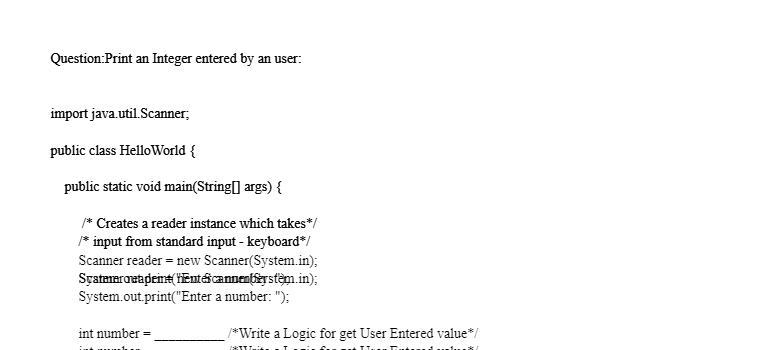 Question:Print an Integer entered by an user:
import java.util.Scanner;
public class HelloWorld {
public static void main(String[] args) {
/* Creates a reader instance which takes*/
/* input from standard input - keyboard*/
Scanner reader = new Scanner(System.in);
System.out.print("Enter a number: ");
int number = __________ /*Write a Logic for get User Entered value*/